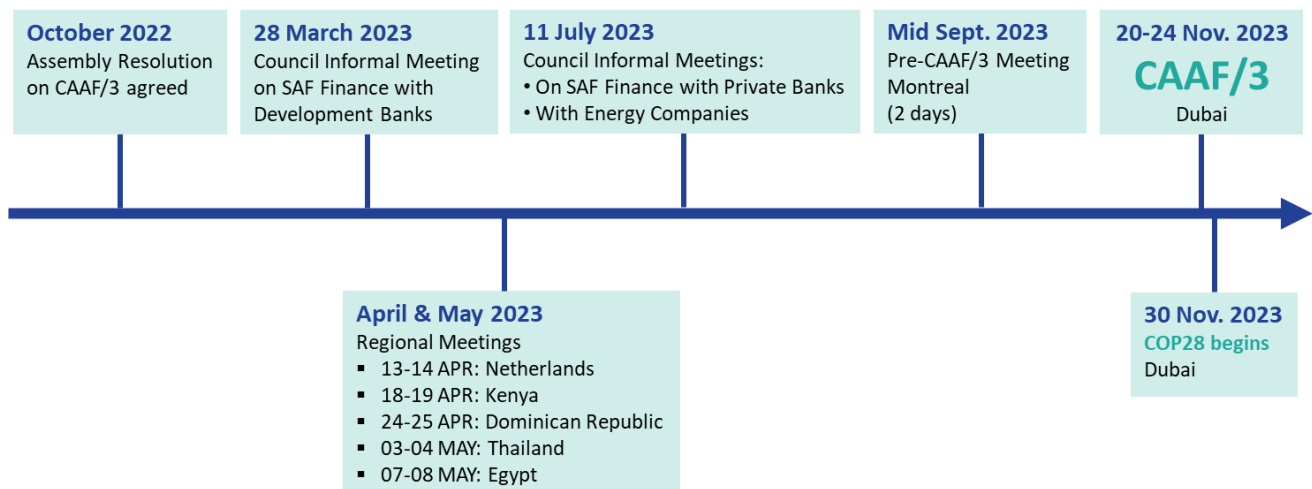 October 2022
Assembly Resolution
on CAAF/3 agreed
28 March 2023
Council Informal Meeting
on SAF Finance with
Development Banks
11 July 2023
Council Informal Meetings:
• On SAF Finance with Private Banks
• With Energy Companies
Mid Sept. 2023
Pre-CAAF/3 Meeting
Montreal
(2 days)
20-24 Nov. 2023
CAAF/3
Dubai
April & May 2023
Regional Meetings
▪ 13-14 APR: Netherlands
▪ 18-19 APR: Kenya
▪ 24-25 APR: Dominican Republic
▪ 03-04 MAY: Thailand
▪ 07-08 MAY: Egypt
30 Nov. 2023
COP28 begins
Dubai